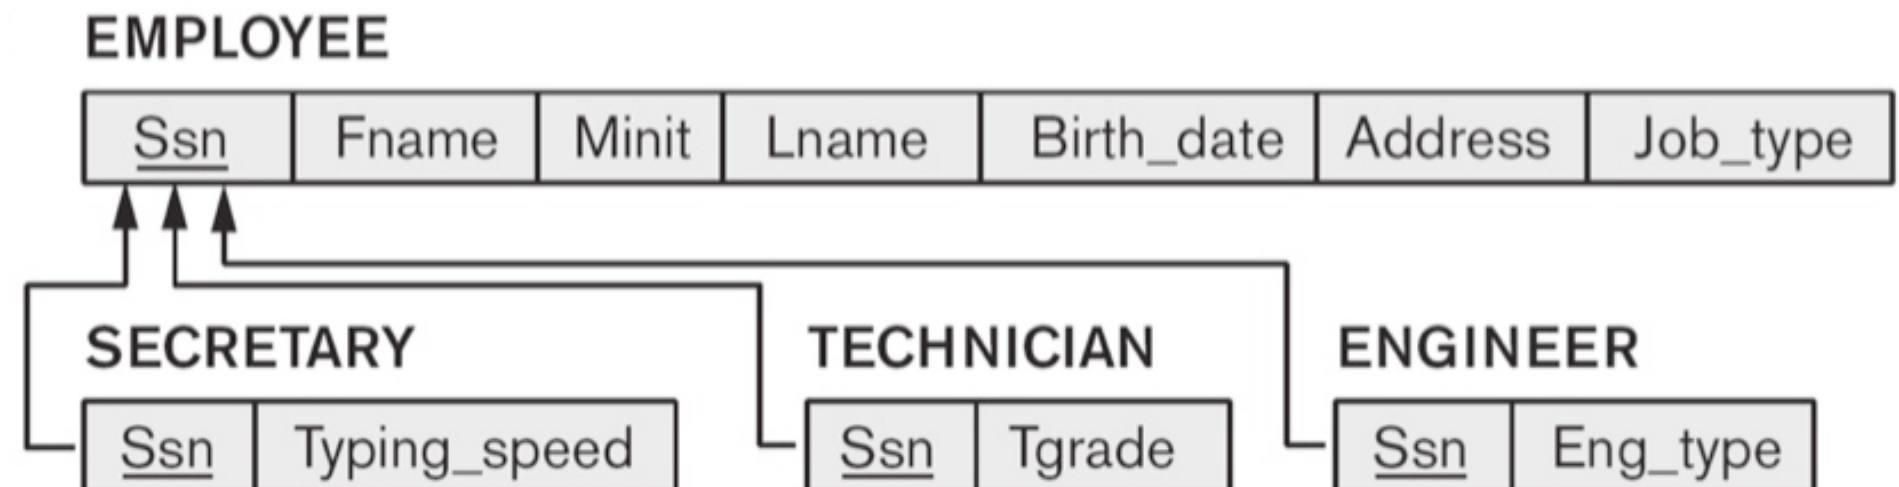 EMPLOYEE
Ssn Fname Minit Lname Birth_date Address Job_type
SECRETARY TECHNICIAN ENGINEER
Ssn Typing_speed Ssn Tgrade Ssn Eng_type